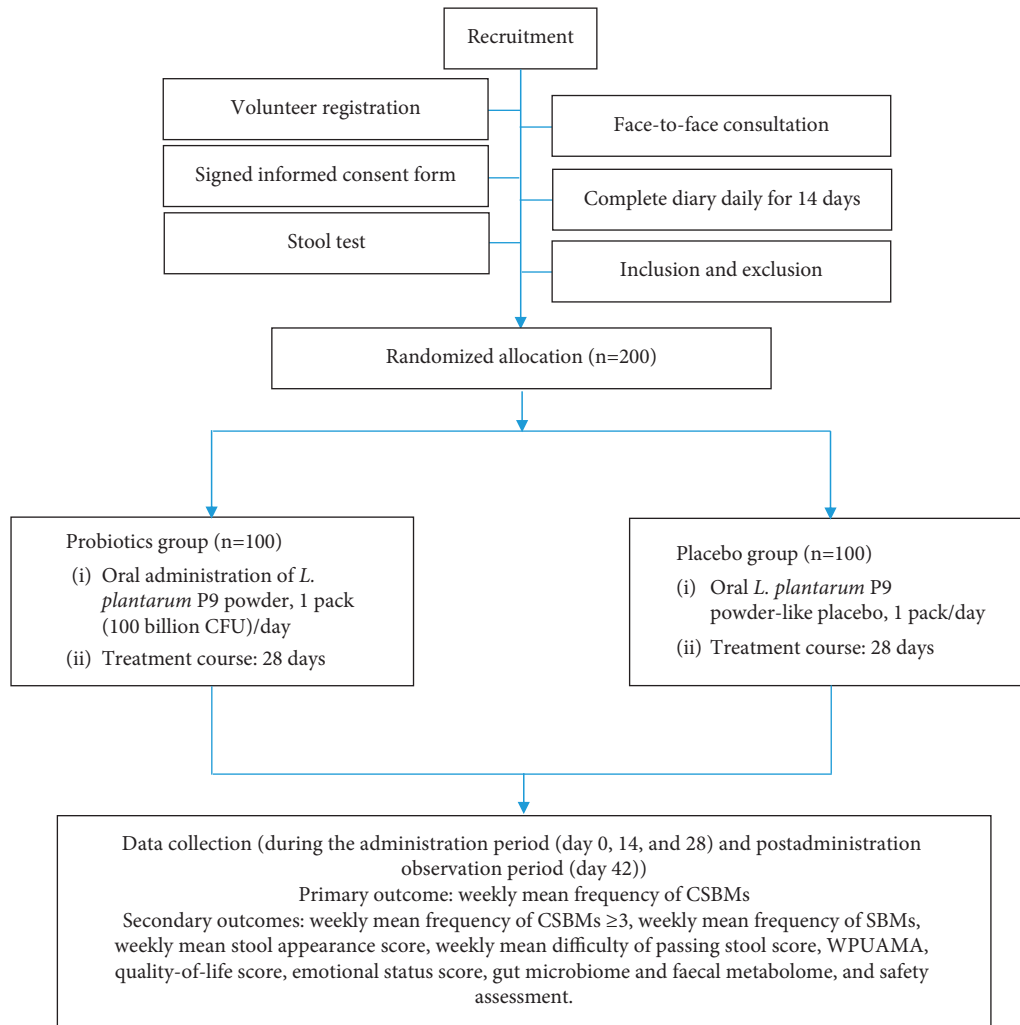 Recruitment
Volunteer registration
Face-to-face consultation
Signed informed consent form
Complete diary daily for 14 days
Stool test
Inclusion and exclusion
Randomized allocation (n=200)
Probiotics group (n=100)
(i) Oral administration of L.
plantarum P9 powder, 1 pack
(100 billion CFU)/day
(ii) Treatment course: 28 days
Placebo group (n=100)
(i) Oral L. plantarum P9
powder-like placebo, 1 pack/day
(ii) Treatment course: 28 days
Data collection (during the administration period (day 0, 14, and 28) and postadministration
observation period (day 42))
Primary outcome: weekly mean frequency of CSBMs
Secondary outcomes: weekly mean frequency of CSBMs ≥3, weekly mean frequency of SBMs,
weekly mean stool appearance score, weekly mean difficulty of passing stool score, WPUAMA,
quality-of-life score, emotional status score, gut microbiome and faecal metabolome, and safety
assessment.